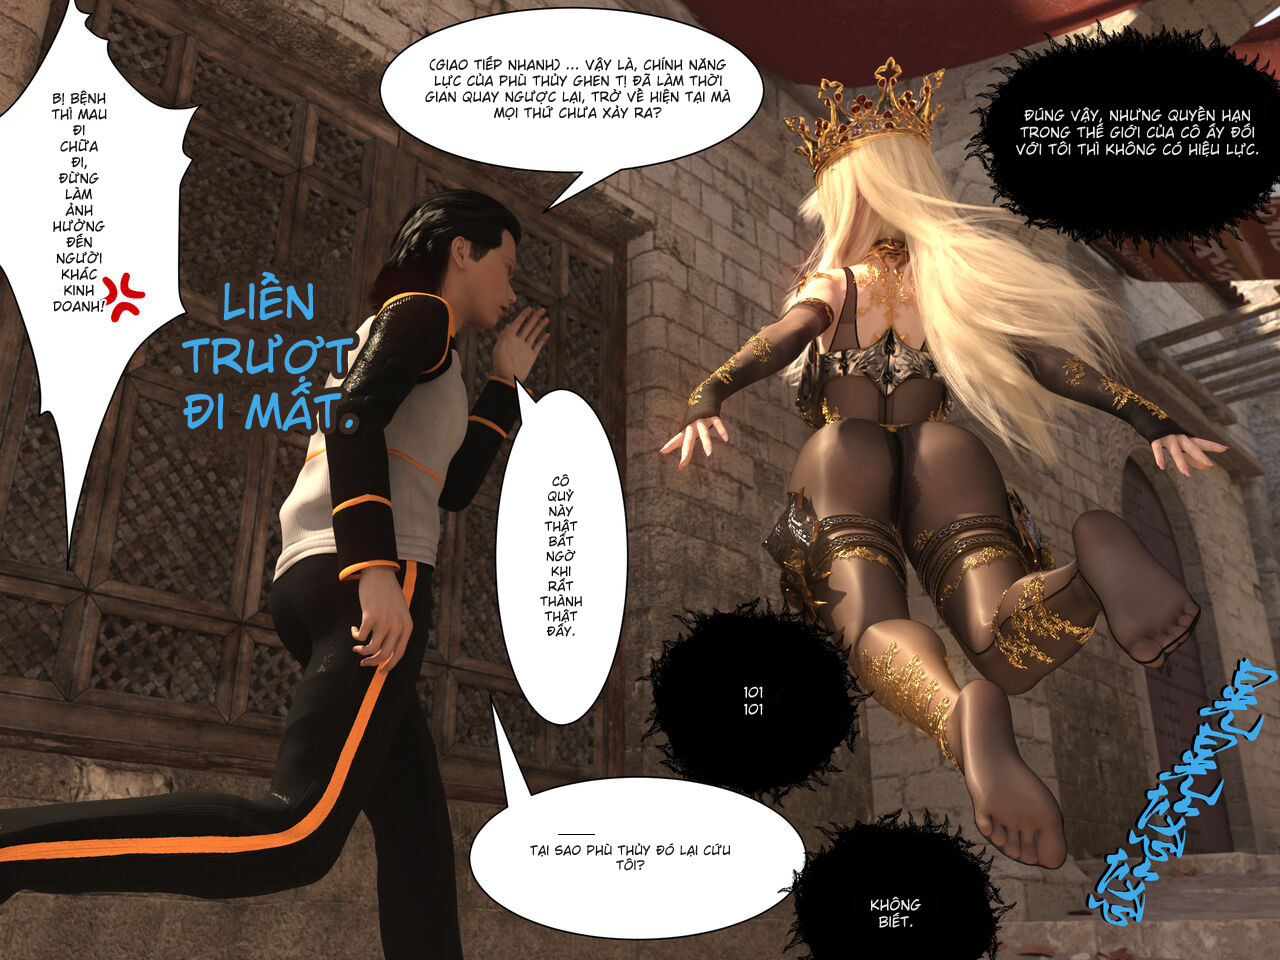 BỊ BỆNH
THÌ MAU
ĐI
CHỮA
ĐI,
ĐỪNG
LÀM
ẢNH
HƯỞNG
ĐẾN
NGƯỜI
KHÁC
KINH
DOANH!
(GIAO TIẾP NHANH) ... VẬY LÀ, CHÍNH NĂNG
LỰC CỦA PHÙ THỦY GHEN TỊ ĐÃ LÀM THỜI
GIAN QUAY NGƯỢC LẠI, TRỞ VỀ HIỆN TẠI MÀ
MỌI THỨ CHƯA XẢY RA?
ĐÚNG VẬY, NHƯNG QUYỀN HẠN
TRONG THẾ GIỚI CỦA CÔ ẤY ĐỐI
VỚI TÔI THÌ KHÔNG CÓ HIỆU LỰC.
LIỀN
TRƯỢT
ĐI MẤT.
CÔ
QUỶ
NÀY
THẬT
BẤT
NGỜ
KHI
RẤT
THÀNH
THẬT
ĐẤY.
101
101
TẠI SAO PHÙ THỦY ĐÓ LẠI CỨU
TÔI?
KHÔNG
BIẾT.